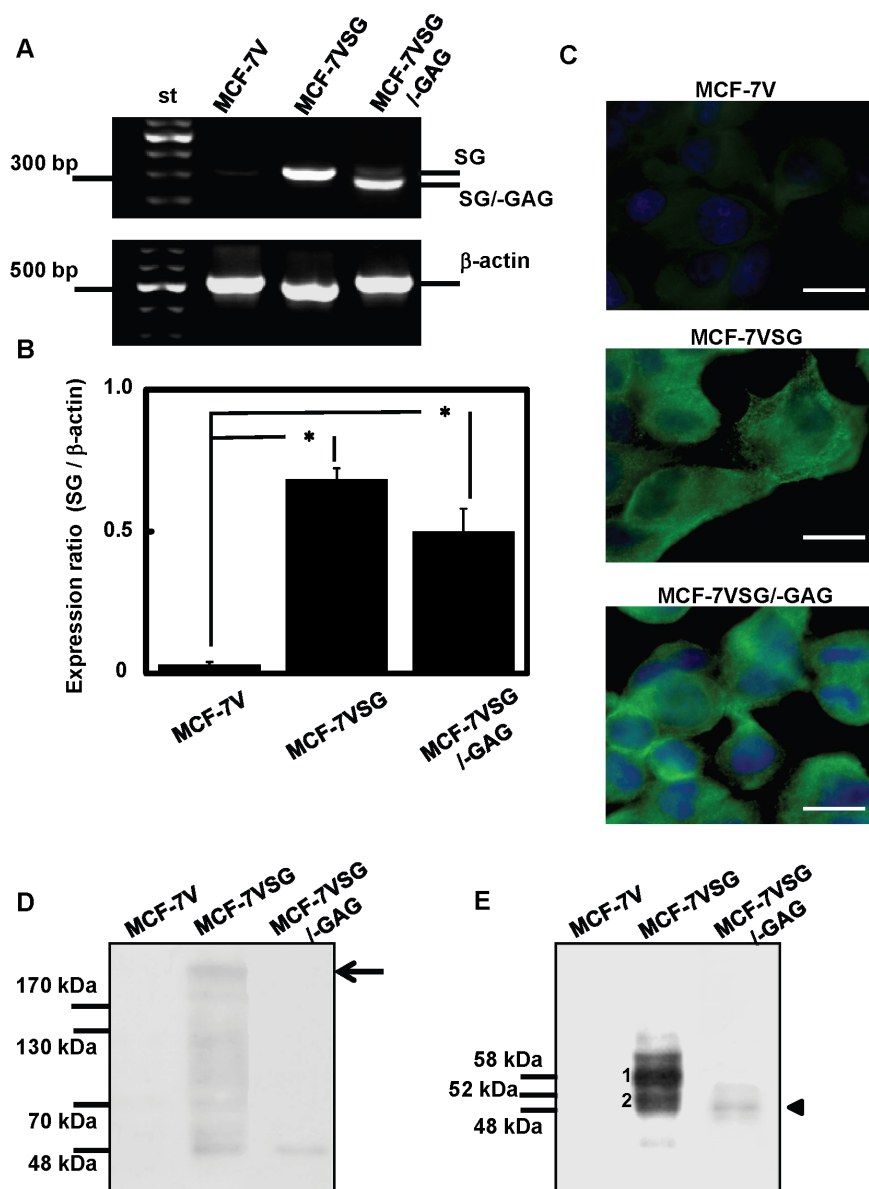 A
st
MCF-7V
MCF-7VSG
MCF-7VSG
/-GAG
300 bp
SG
SG/-GAG
500 bp
β-actin
B
Expression ratio (SG / β-actin)
1.0
0.5
0
*
*
MCF-7V
MCF-7VSG
MCF-7VSG
/-GAG
C
MCF-7V
MCF-7VSG
MCF-7VSG/-GAG
D
MCF-7V
MCF-7VSG
MCF-7VSG
/-GAG
170 kDa
130 kDa
70 kDa
48 kDa
E
MCF-7V
MCF-7VSG
MCF-7VSG
/-GAG
58 kDa
52 kDa
48 kDa
1
2